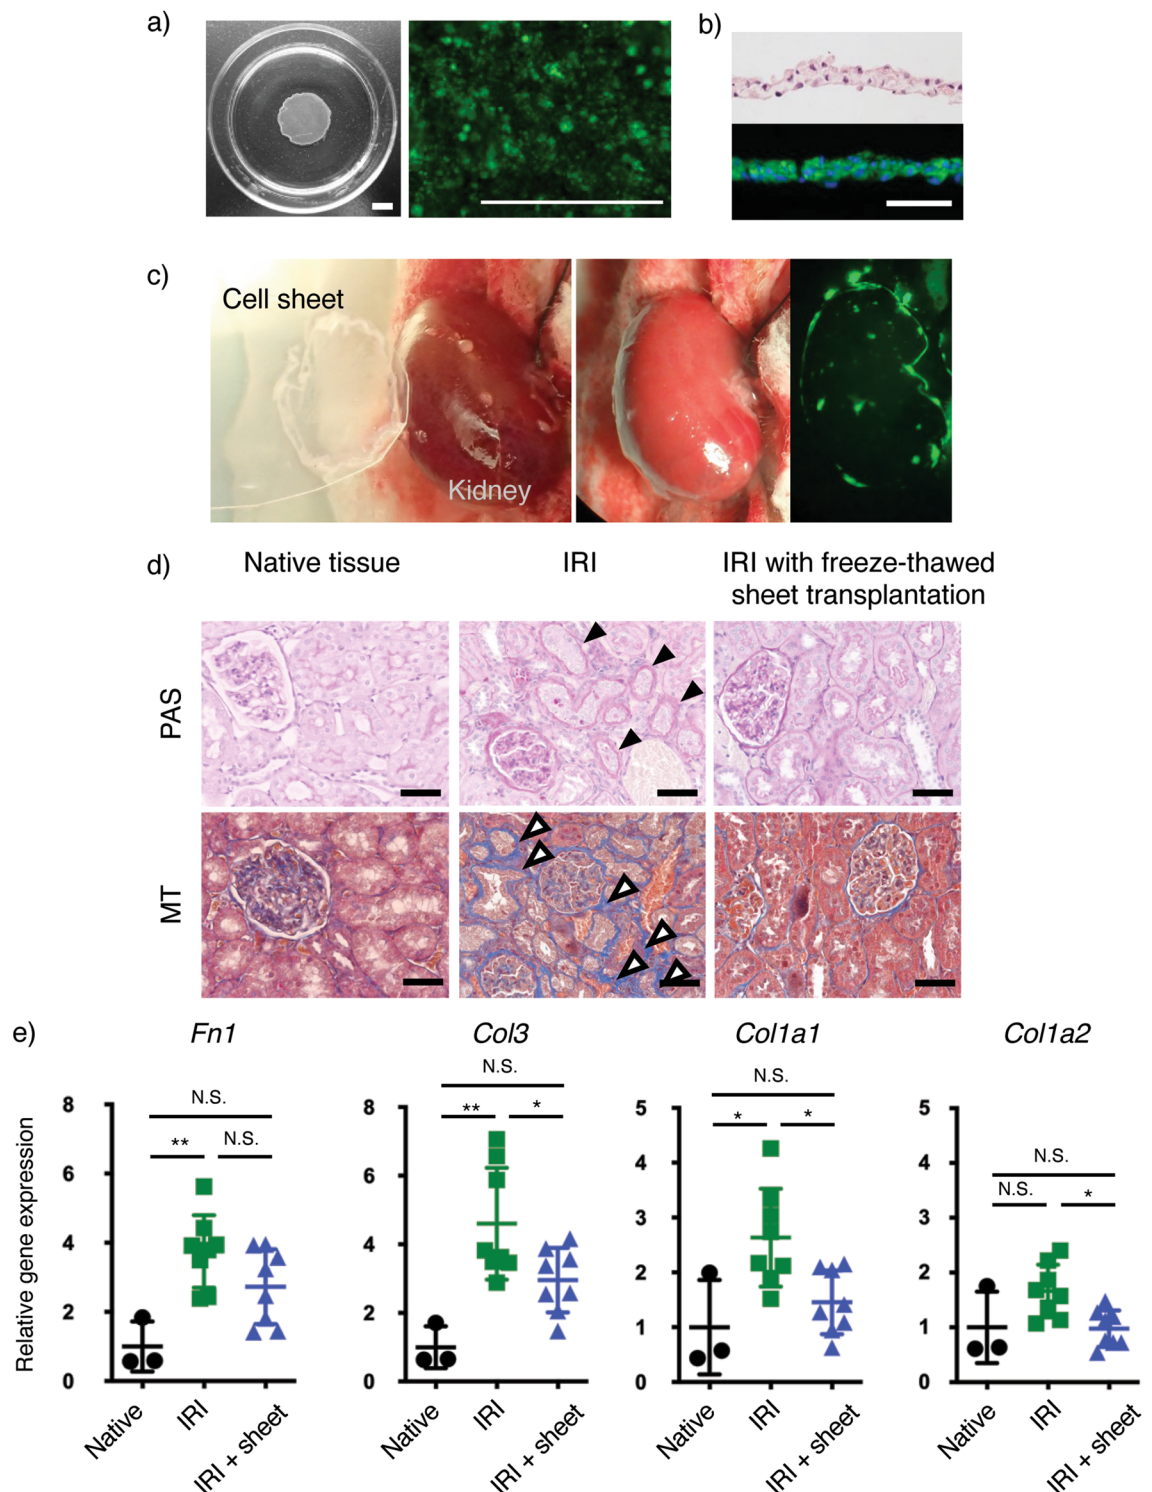 a)
b)
c)
Cell sheet
Kidney
d)
Native tissue
IRI
IRI with freeze-thawed
sheet transplantation
PAS
MT
e)
Fn1
Col3
Col1a1
Col1a2
Relative gene expression
8
6
4
2
0
N.S.
**
N.S.
Native
IRI
IRI + sheet
8
6
4
2
0
N.S.
**
*
Native
IRI
IRI + sheet
5
4
3
2
1
0
N.S.
*
*
Native
IRI
IRI + sheet
5
4
3
2
1
0
N.S.
N.S.
*
Native
IRI
IRI + sheet